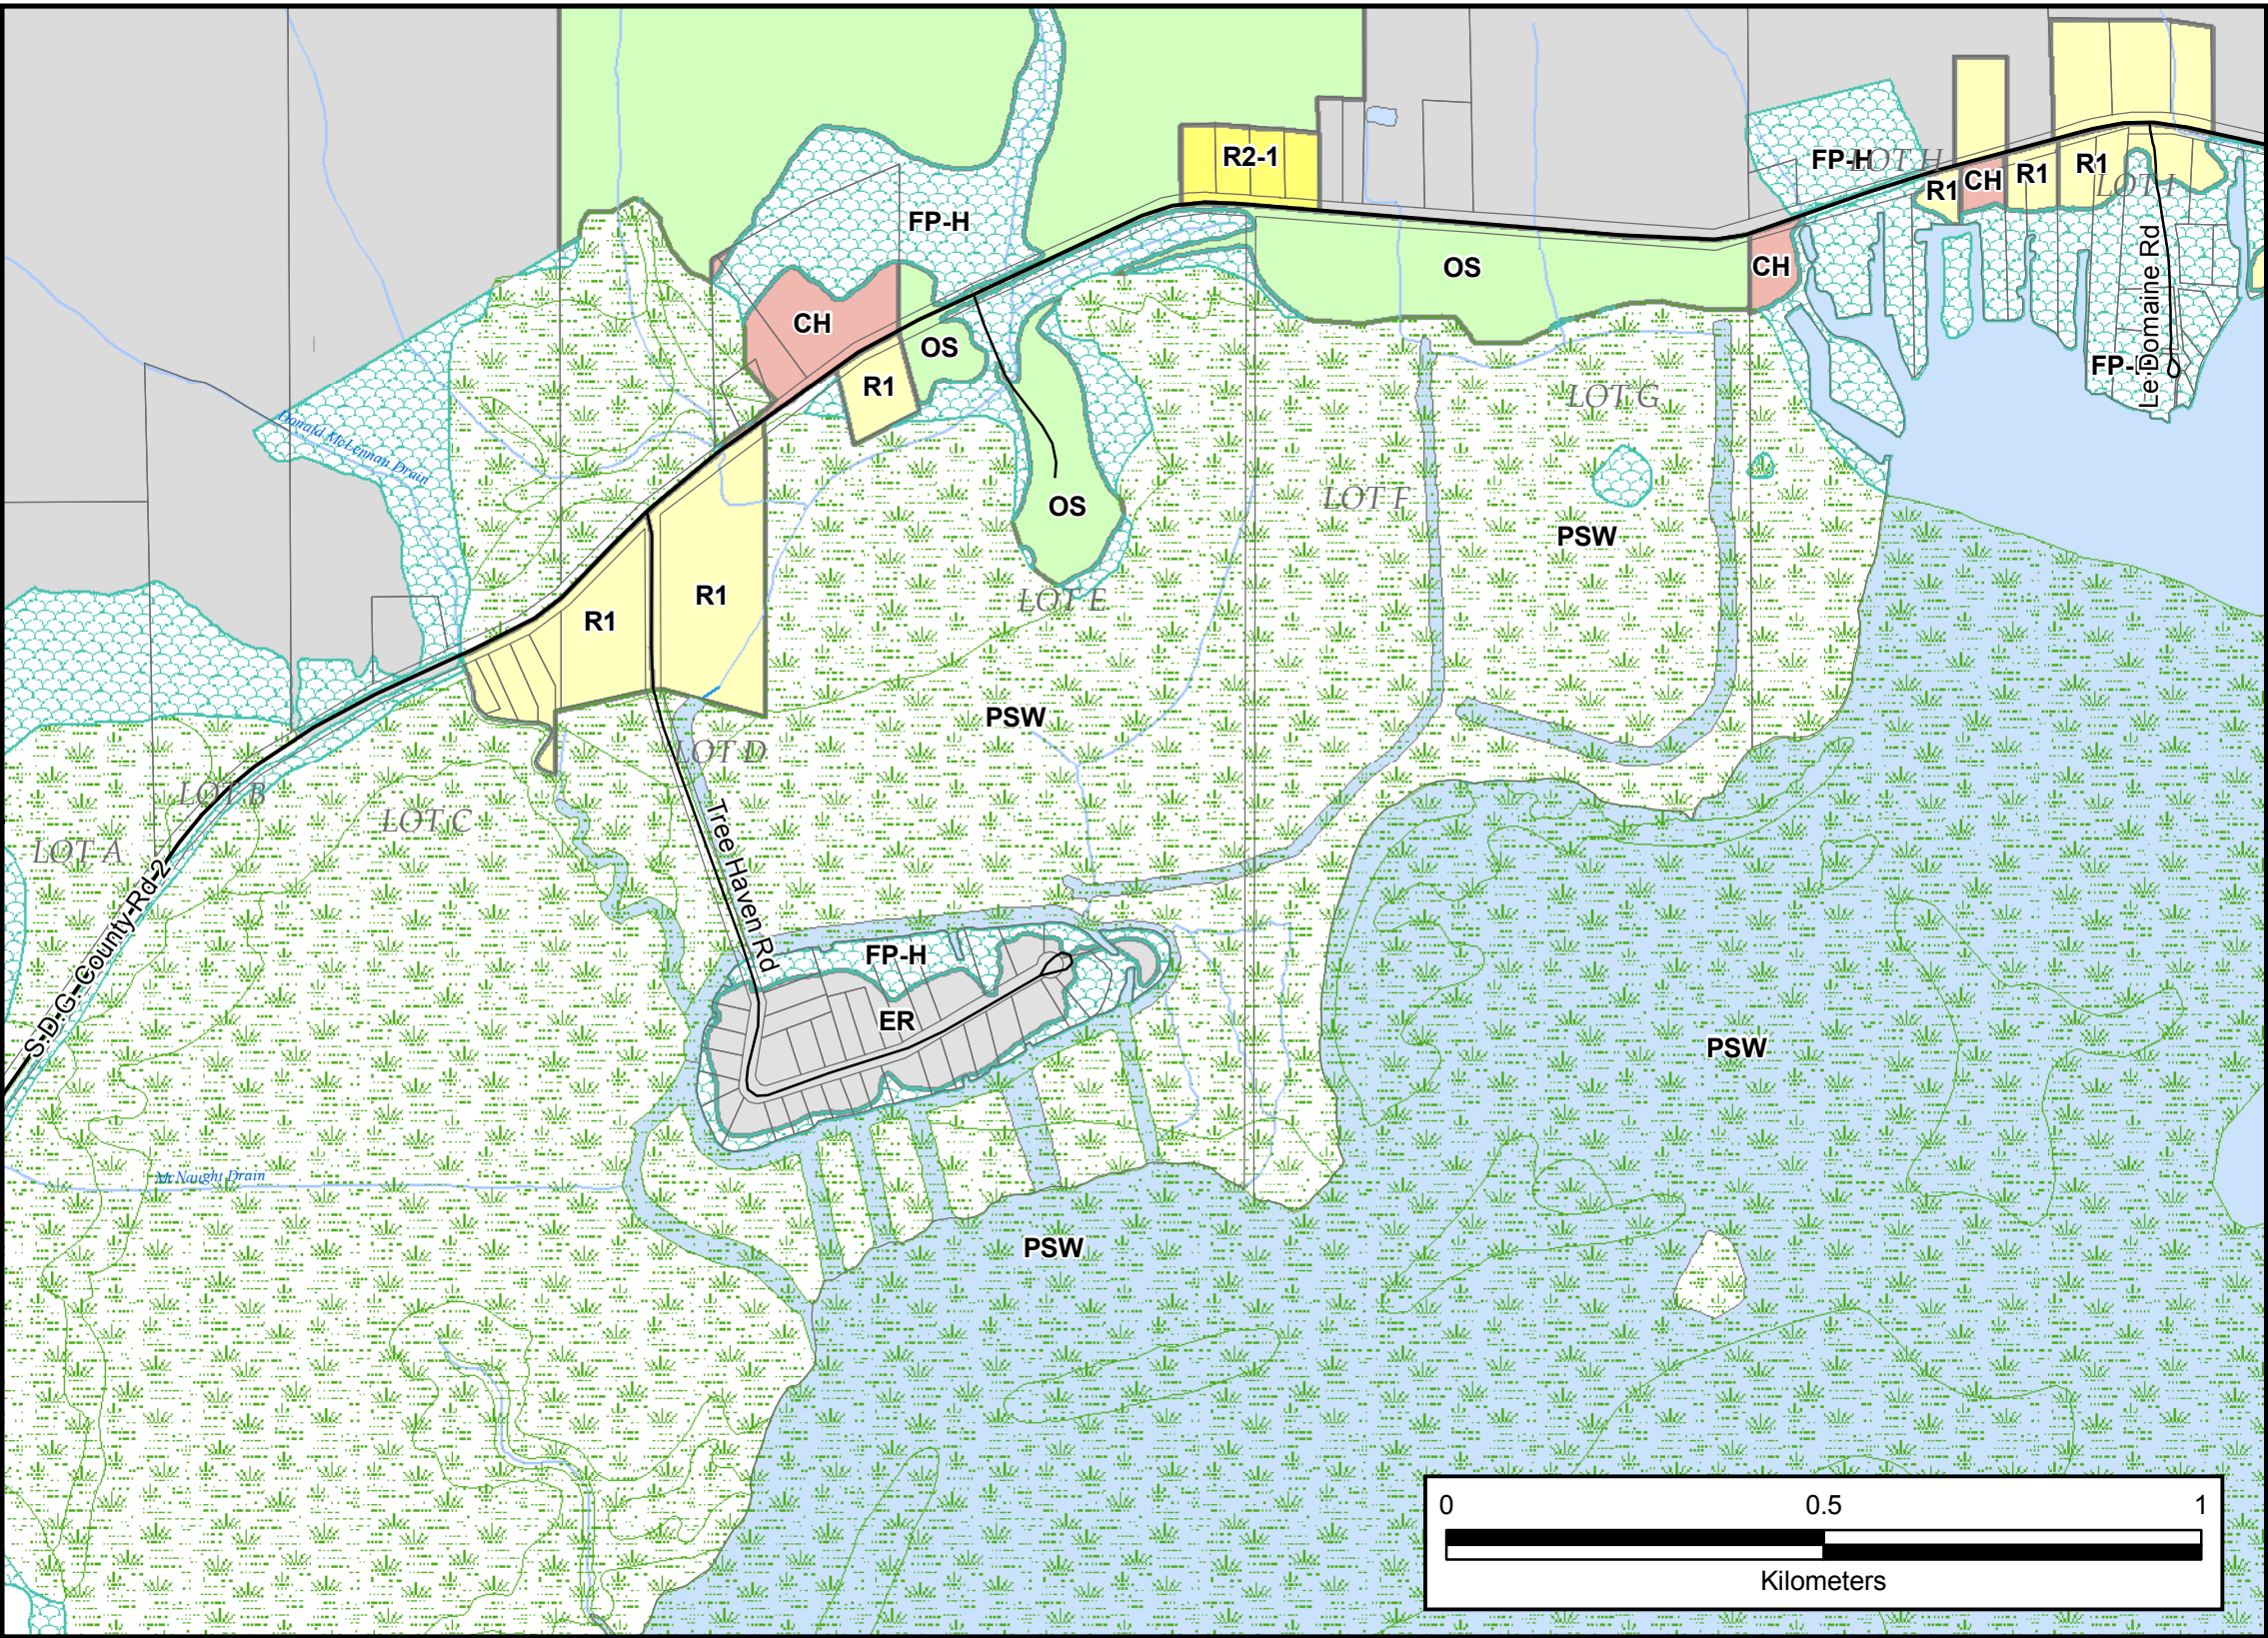 R2-1
FP-H
LOT H
R1
CH
R1
R1
LOT I
FP-H
OS
CH
Le Domaine Rd
CH
OS
R1
FP-
LOT G
Donald McLennan Drain
LOT F
OS
PSW
R1
R1
LOT E
PSW
LOT D
LOT B
LOT C
LOT A
Tree Haven Rd
S-D-G-County-Rd-2
FP-H
ER
PSW
McNaught Drain
PSW
0 0.5 1
Kilometers